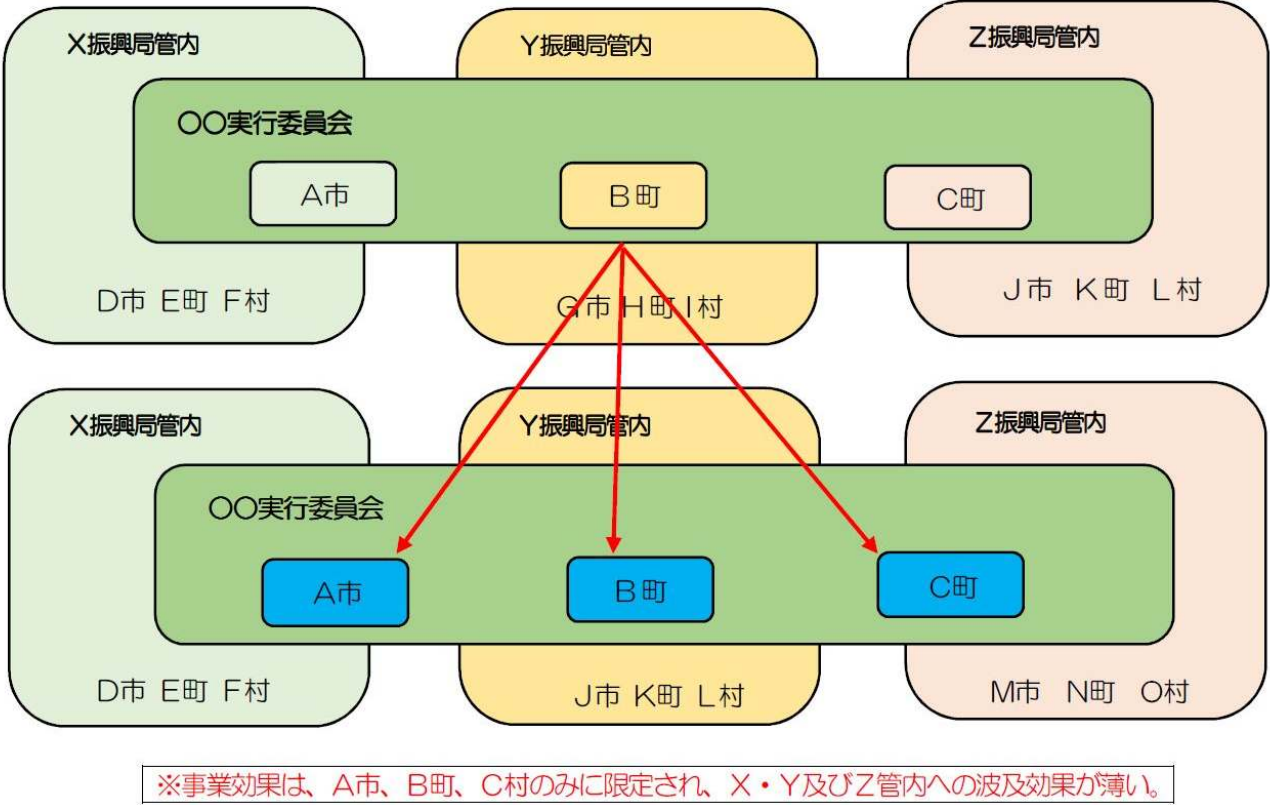 X振興局管内
Y振興局管内
Z振興局管内
〇〇実行委員会
A市
B町
C町
D市 E町 F村
G市 H町 I村
J市 K町 L村
X振興局管内
Y振興局管内
Z振興局管内
〇〇実行委員会
A市
B町
C町
D市 E町 F村
J市 K町 L村
M市 N町 O村
※事業効果は、A市、B町、C村のみに限定され、X・Y及びZ管内への波及効果が薄い。